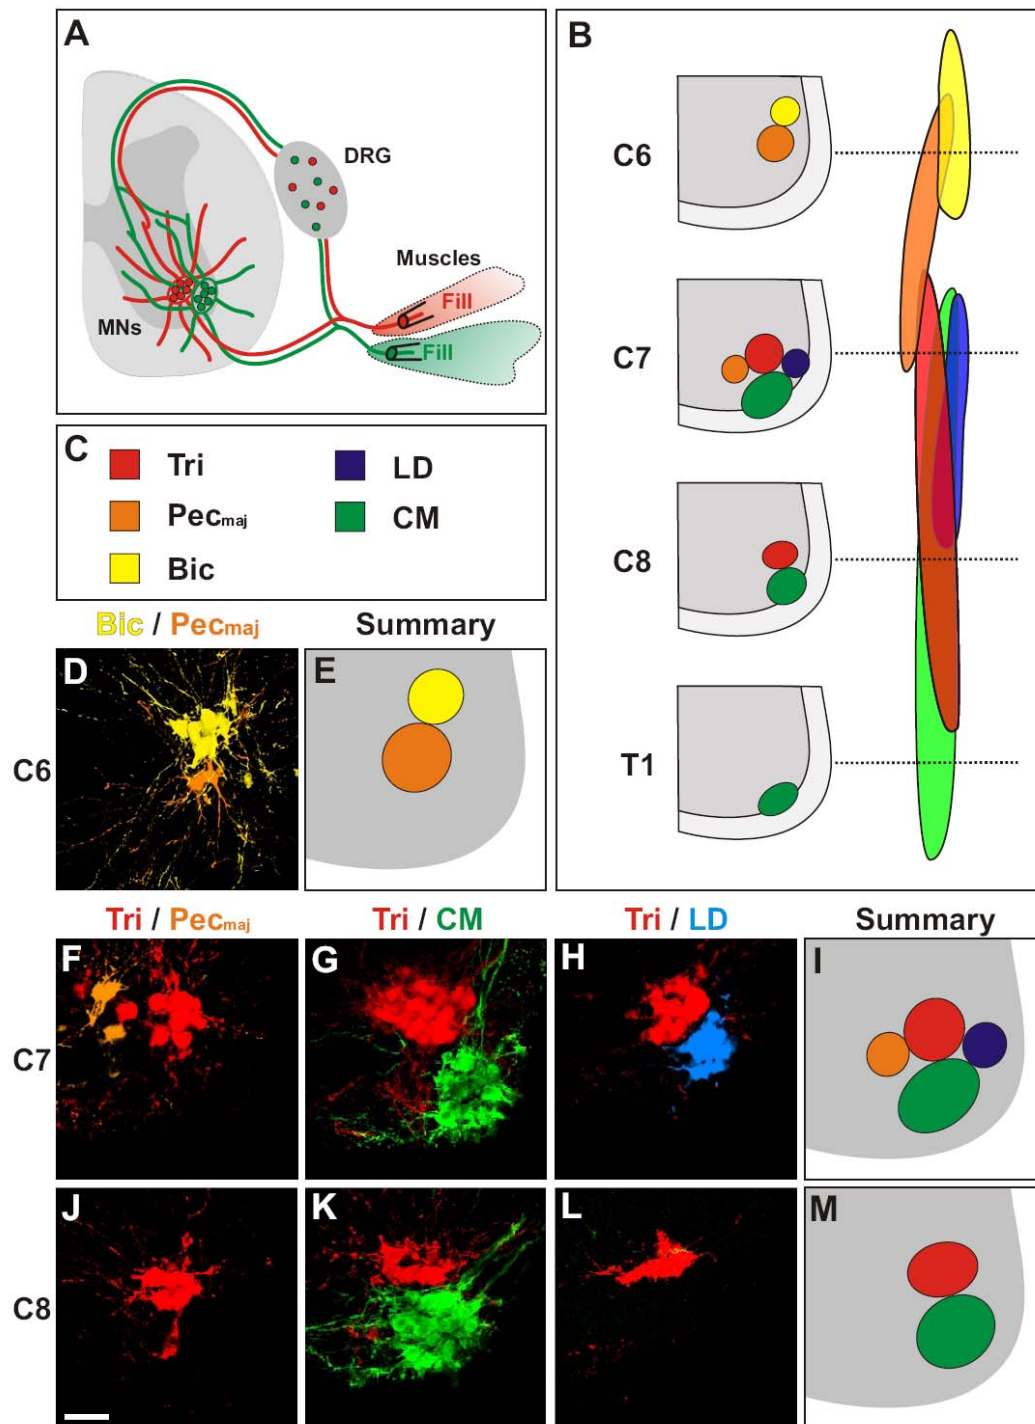 A
DRG
Muscles
Fill
MNs
Fill
B
C6
C7
C8
T1
C
Tri
LD
Pecmaj
CM
Bic
Bic / Pecmaj
Summary
D
E
C6
Tri / Pecmaj
Tri / CM
Tri / LD
Summary
F
G
H
I
C7
J
K
L
M
C8